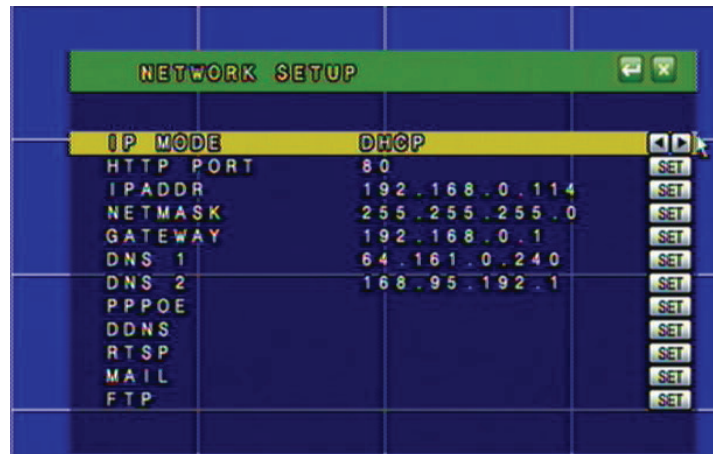 NETWORK SETUP
IP MODE DHCP
HTTP PORT 80
IPADDR 192.168.0.114 SET
NETMASK 255.255.255.0 SET
GATEWAY 192.168.0.1 SET
DNS 1 64.161.0.240 SET
DNS 2 168.95.192.1 SET
PPPOE SET
DDNS SET
RTSP SET
MAIL SET
FTP SET